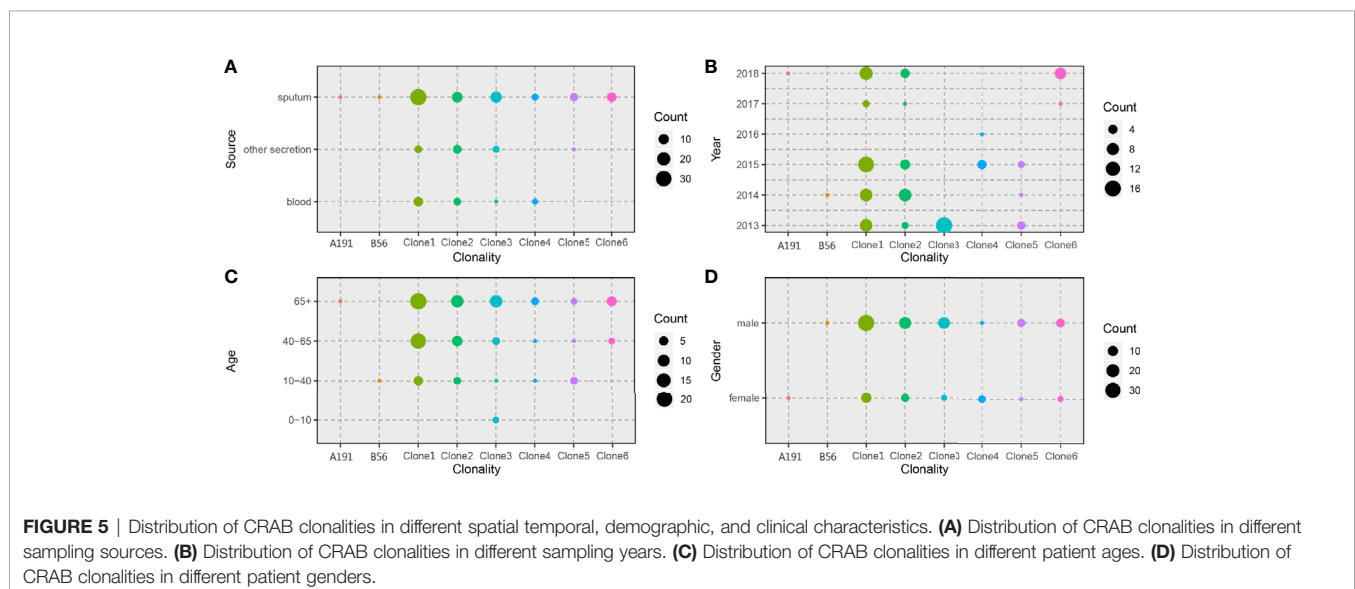 A
sputum
other secretion
blood
Source
A191 B56 Clone1 Clone2 Clone3 Clone4 Clone5 Clone6
Clonality
Count
10
20
30
B
2018
2017
2016
2015
2014
2013
Year
A191 B56 Clone1 Clone2 Clone3 Clone4 Clone5 Clone6
Clonality
Count
4
8
12
16
C
65+
40-65
10-40
0-10
Age
A191 B56 Clone1 Clone2 Clone3 Clone4 Clone5 Clone6
Clonality
Count
5
10
15
20
D
male
female
Gender
A191 B56 Clone1 Clone2 Clone3 Clone4 Clone5 Clone6
Clonality
Count
10
20
30
FIGURE 5 | Distribution of CRAB clonalities in different spatial temporal, demographic, and clinical characteristics. (A) Distribution of CRAB clonalities in different
sampling sources. (B) Distribution of CRAB clonalities in different sampling years. (C) Distribution of CRAB clonalities in different patient ages. (D) Distribution of
CRAB clonalities in different patient genders.